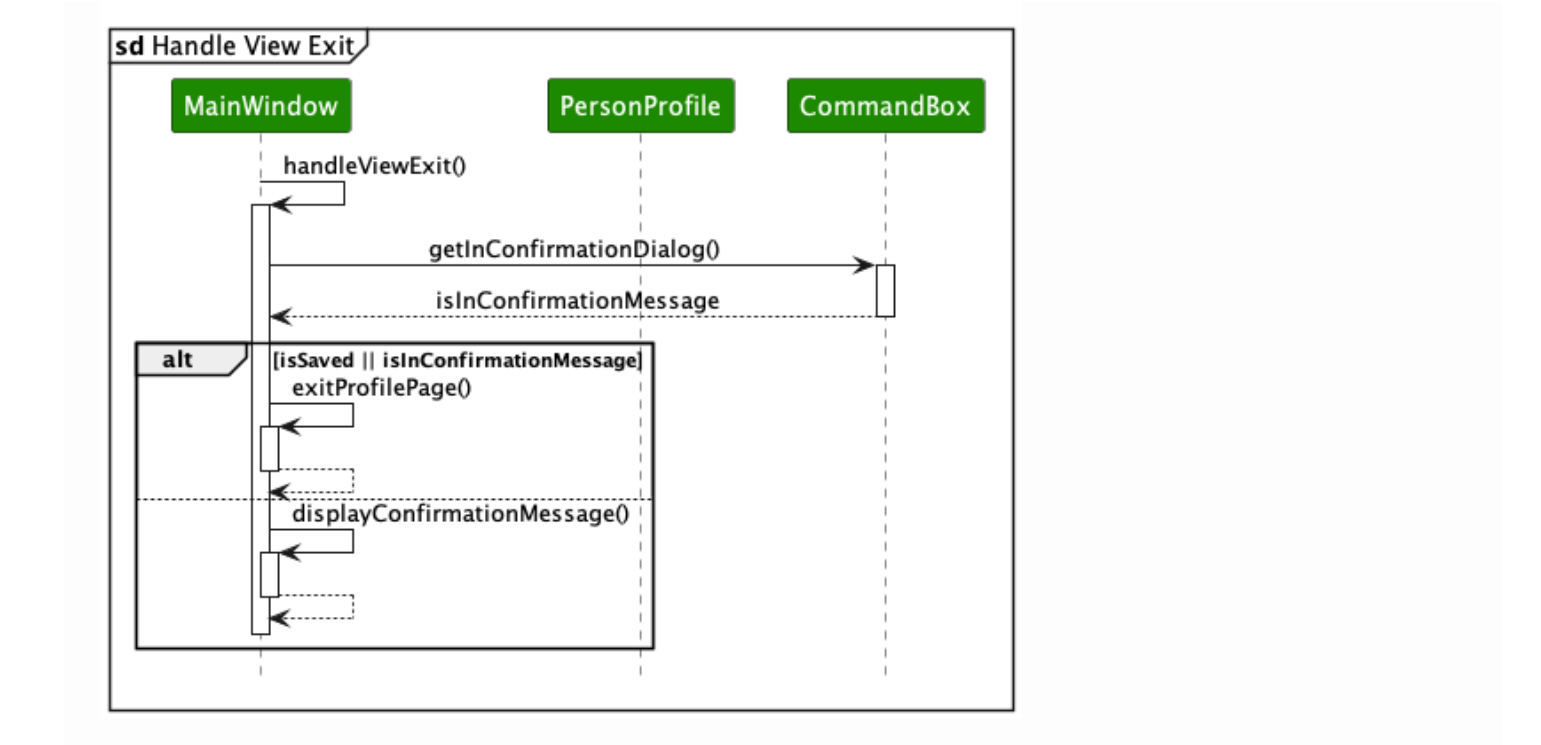 sd Handle View Exit
MainWindow
PersonProfile
CommandBox
handleViewExit()
getInConfirmationDialog()
isInConfirmationMessage
alt
[isSaved || isInConfirmationMessage]
exitProfilePage()
displayConfirmationMessage()